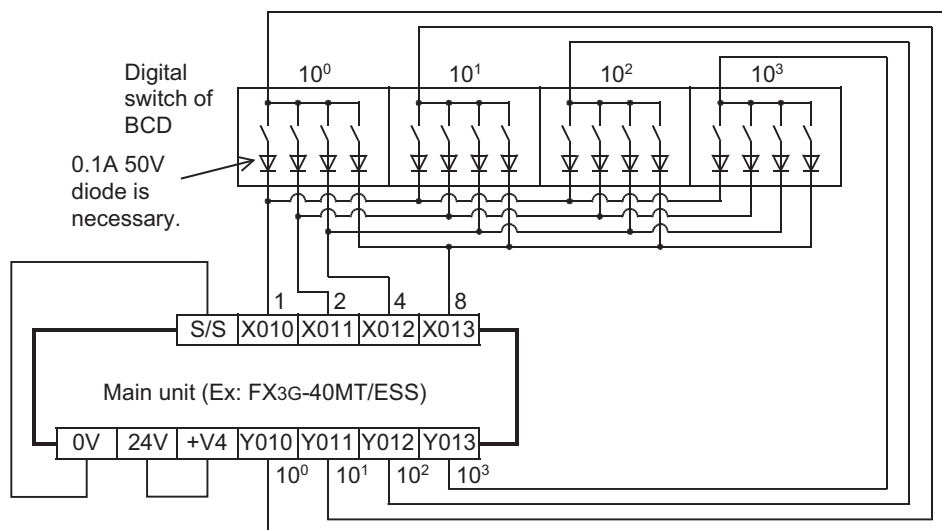 10⁰ 10¹ 10² 10³
Digital
switch of
BCD
0.1A 50V
diode is
necessary.
1 2 4 8
S/S X010 X011 X012 X013
Main unit (Ex: FX3G-40MT/ESS)
0V 24V +V4 Y010 Y011 Y012 Y013
10⁰ 10¹ 10² 10³